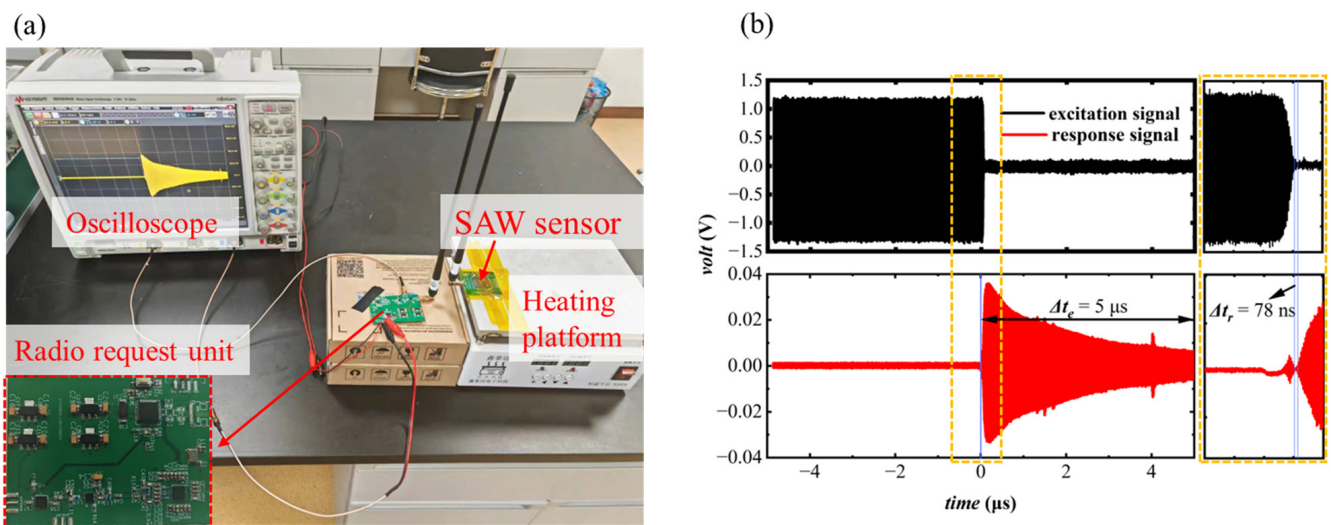 (a)
KEYSIGHT
Oscilloscope
SAW sensor
Heating
platform
Radio request unit
(b)
1.5
1.0
0.5
0.0
−0.5
−1.0
−1.5
excitation signal
response signal
volt (V)
0.04
0.02
0.00
−0.02
−0.04
Δtₑ = 5 μs
Δtᵣ = 78 ns
−4
−2
0
2
4
time (μs)